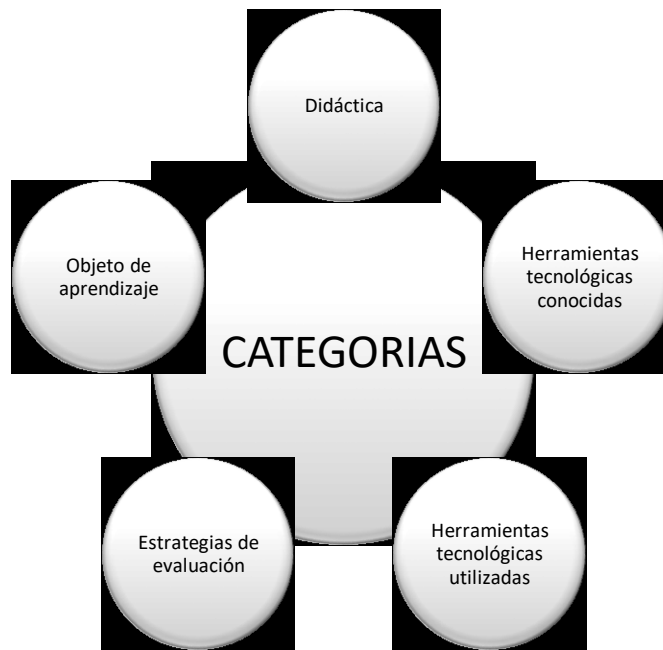 Didáctica
Objeto de
aprendizaje
Herramientas
tecnológicas
conocidas
CATEGORIAS
Estrategias de
evaluación
Herramientas
tecnológicas
utilizadas